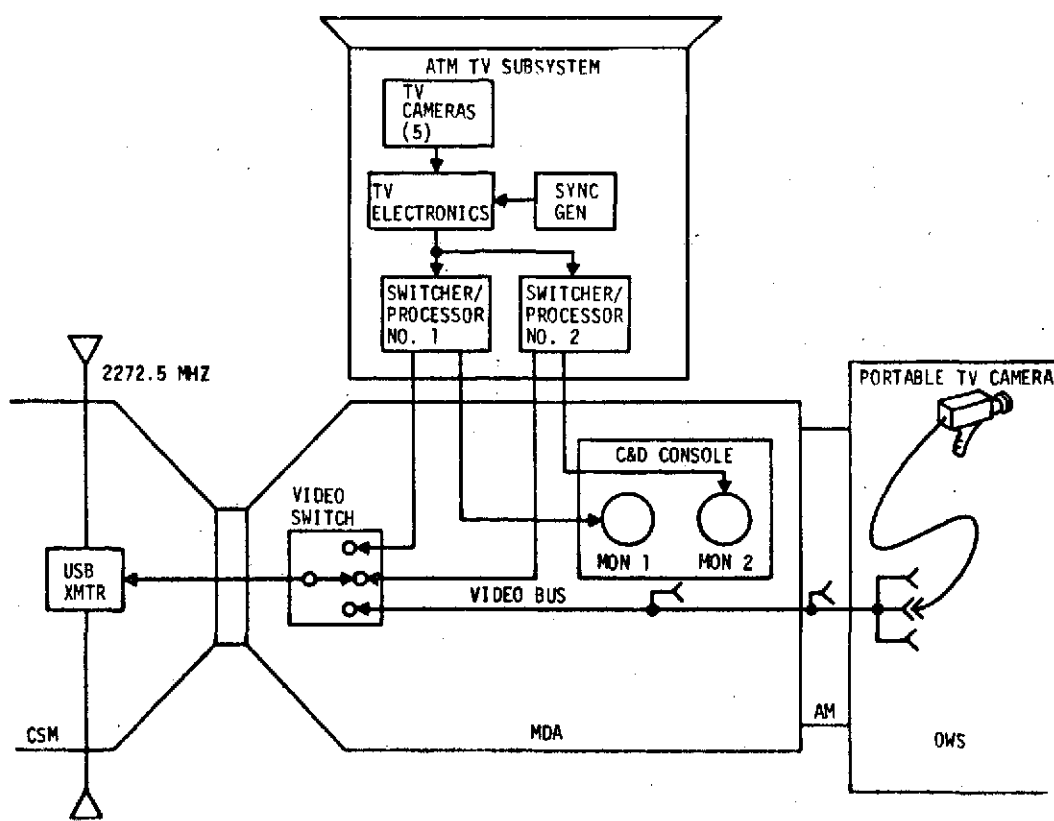 ATM TV SUBSYSTEM
TV
CAMERAS
(5)
TV
ELECTRONICS
SYNC
GEN
SWITCHER/
PROCESSOR
NO. 1
SWITCHER/
PROCESSOR
NO. 2
2272.5 MHZ
PORTABLE TV CAMERA
C&D CONSOLE
VIDEO
SWITCH
MON 1
MON 2
USB
XMTR
VIDEO BUS
CSM
MDA
AM
OWS